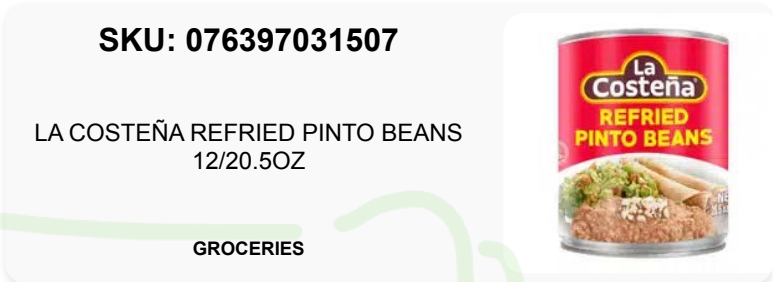 SKU: 076397031507
LA COSTEÑA REFRIED PINTO BEANS
12/20.5OZ
GROCERIES
La
Costeña
REFRIED
PINTO BEANS